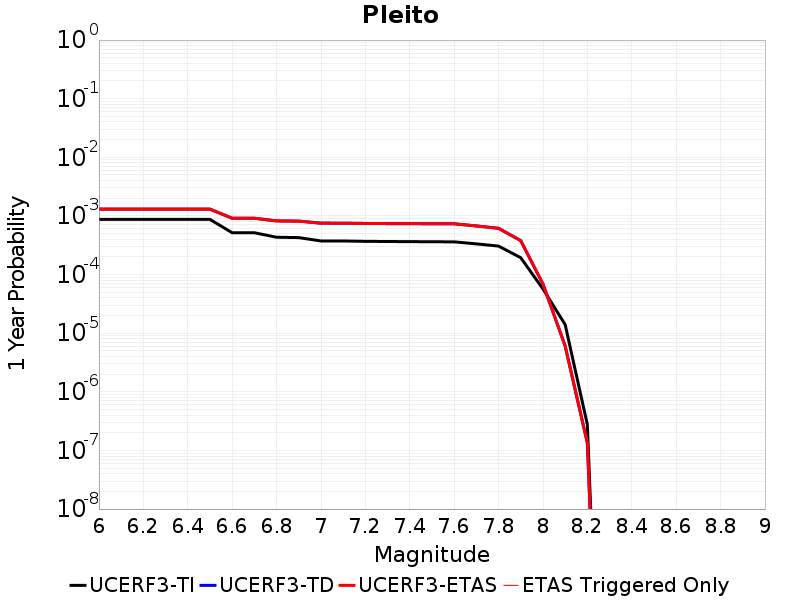 Pleito
10^0
10^-1
10^-2
10^-3
10^-4
10^-5
10^-6
10^-7
10^-8
1 Year Probability
6 6.2 6.4 6.6 6.8 7 7.2 7.4 7.6 7.8 8 8.2 8.4 8.6 8.8 9
Magnitude
UCERF3-TI UCERF3-TD UCERF3-ETAS ETAS Triggered Only